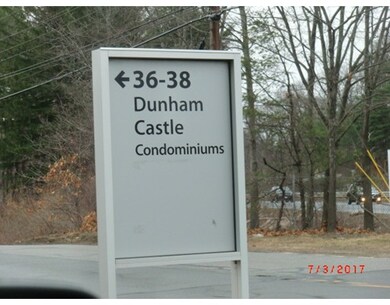 ←36-38
Dunham
Castle
Condominiums
7/3/2017